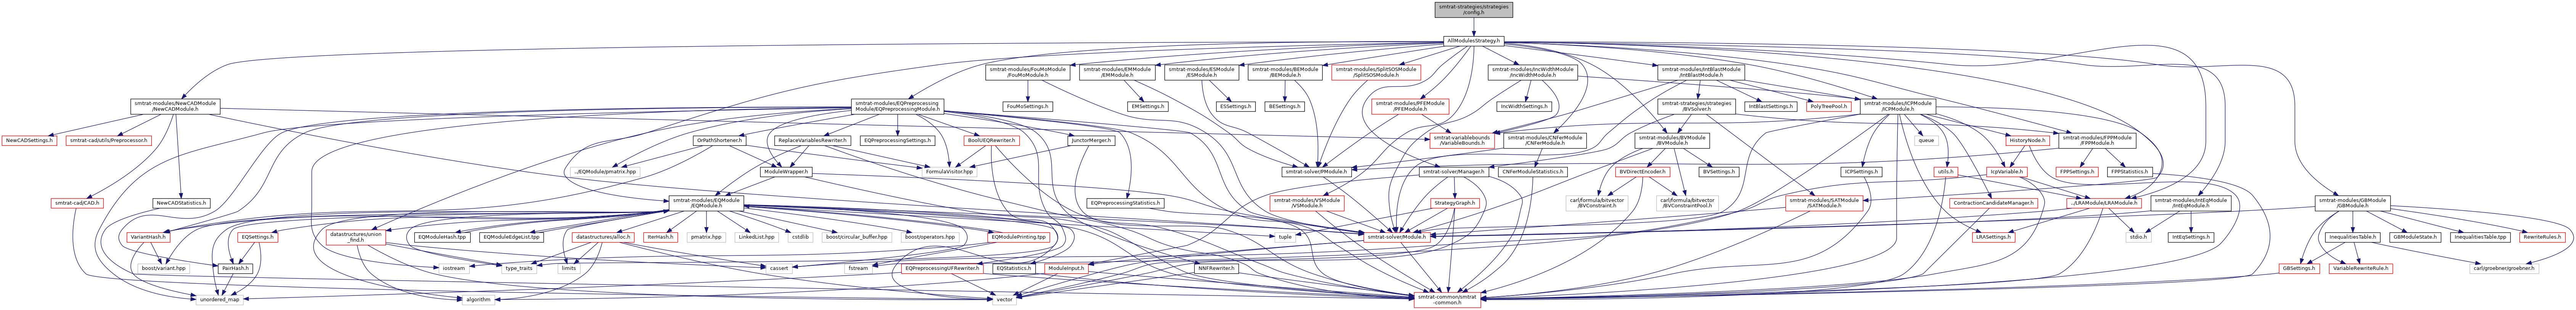 smtrat-strategies/strategies
/config.h
AllModulesStrategy.h
smtrat-modules/FouMoModule
/FouMoModule.h
smtrat-modules/EMModule
/EMModule.h
smtrat-modules/ESModule
/ESModule.h
smtrat-modules/BEModule
/BEModule.h
smtrat-modules/SplitSOSModule
/SplitSOSModule.h
smtrat-modules/IncWidthModule
/IncWidthModule.h
smtrat-modules/IntBlastModule
/IntBlastModule.h
smtrat-modules/NewCADModule
/NewCADModule.h
smtrat-modules/EQPreprocessing
Module/EQPreprocessingModule.h
FouMoSettings.h
EMSettings.h
ESSettings.h
BESettings.h
smtrat-modules/PFEModule
/PFEModule.h
IncWidthSettings.h
smtrat-strategies/strategies
/BVSolver.h
IntBlastSettings.h
PolyTreePool.h
smtrat-modules/ICPModule
/ICPModule.h
NewCADSettings.h
smtrat-cad/utils/Preprocessor.h
OrPathShortener.h
ReplaceVariablesRewriter.h
EQPreprocessingSettings.h
BoolUEQRewriter.h
JunctorMerger.h
smtrat-variablebounds
/VariableBounds.h
smtrat-modules/CNFerModule
/CNFerModule.h
smtrat-modules/BVModule
/BVModule.h
queue
HistoryNode.h
smtrat-modules/FPPModule
/FPPModule.h
../EQModule/pmatrix.hpp
ModuleWrapper.h
FormulaVisitor.hpp
smtrat-solver/PModule.h
smtrat-solver/Manager.h
CNFerModuleStatistics.h
BVDirectEncoder.h
BVSettings.h
ICPSettings.h
utils.h
IcpVariable.h
FPPSettings.h
FPPStatistics.h
smtrat-cad/CAD.h
NewCADStatistics.h
smtrat-modules/EQModule
/EQModule.h
EQPreprocessingStatistics.h
smtrat-modules/VSModule
/VSModule.h
StrategyGraph.h
carl/formula/bitvector
/BVConstraint.h
carl/formula/bitvector
/BVConstraintPool.h
smtrat-modules/SATModule
/SATModule.h
ContractionCandidateManager.h
../LRAModule/LRAModule.h
smtrat-modules/IntEqModule
/IntEqModule.h
smtrat-modules/GBModule
/GBModule.h
VariantHash.h
EQSettings.h
datastructures/union
_find.h
EQModuleHash.tpp
EQModuleEdgeList.tpp
datastructures/alloc.h
IterHash.h
pmatrix.hpp
LinkedList.hpp
cstdlib
boost/circular_buffer.hpp
boost/operators.hpp
EQModulePrinting.tpp
tuple
smtrat-solver/Module.h
LRASettings.h
stdio.h
IntEqSettings.h
InequalitiesTable.h
GBModuleState.h
InequalitiesTable.tpp
RewriteRules.h
boost/variant.hpp
PairHash.h
iostream
type_traits
limits
cassert
fstream
EQPreprocessingUFRewriter.h
EQStatistics.h
ModuleInput.h
NNFRewriter.h
GBSettings.h
VariableRewriteRule.h
carl/groebner/groebner.h
unordered_map
algorithm
vector
smtrat-common/smtrat
-common.h